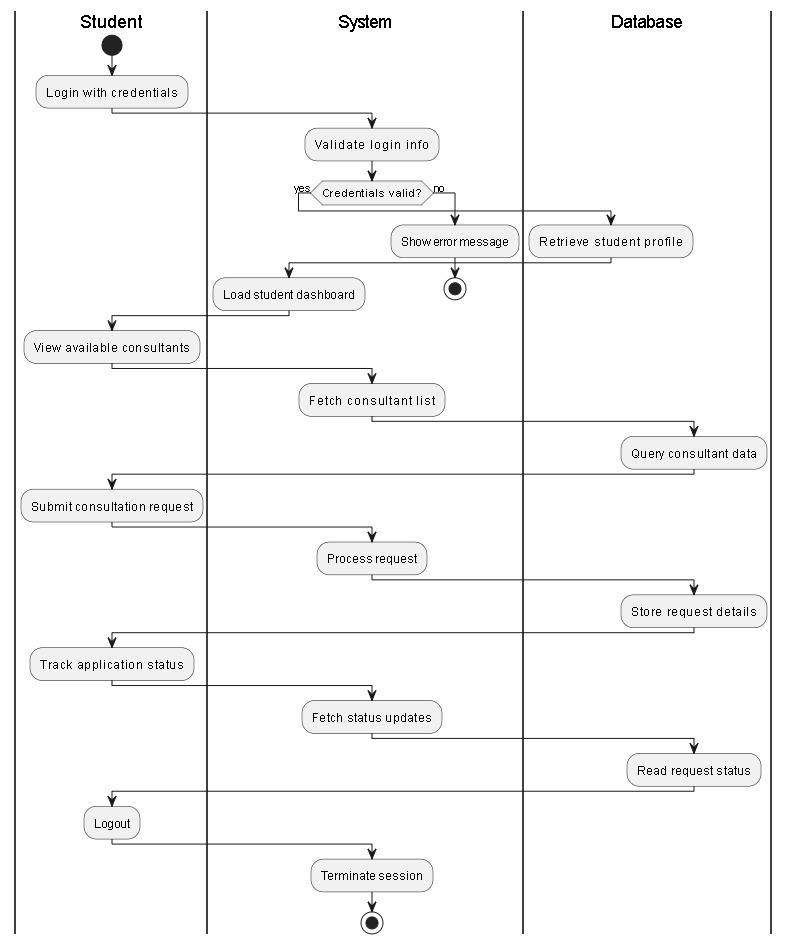 Student
System
Database
Login with credentials
Validate login info
yes
Credentials valid?
no
Show error message
Retrieve student profile
Load student dashboard
View available consultants
Fetch consultant list
Query consultant data
Submit consultation request
Process request
Store request details
Track application status
Fetch status updates
Read request status
Logout
Terminate session